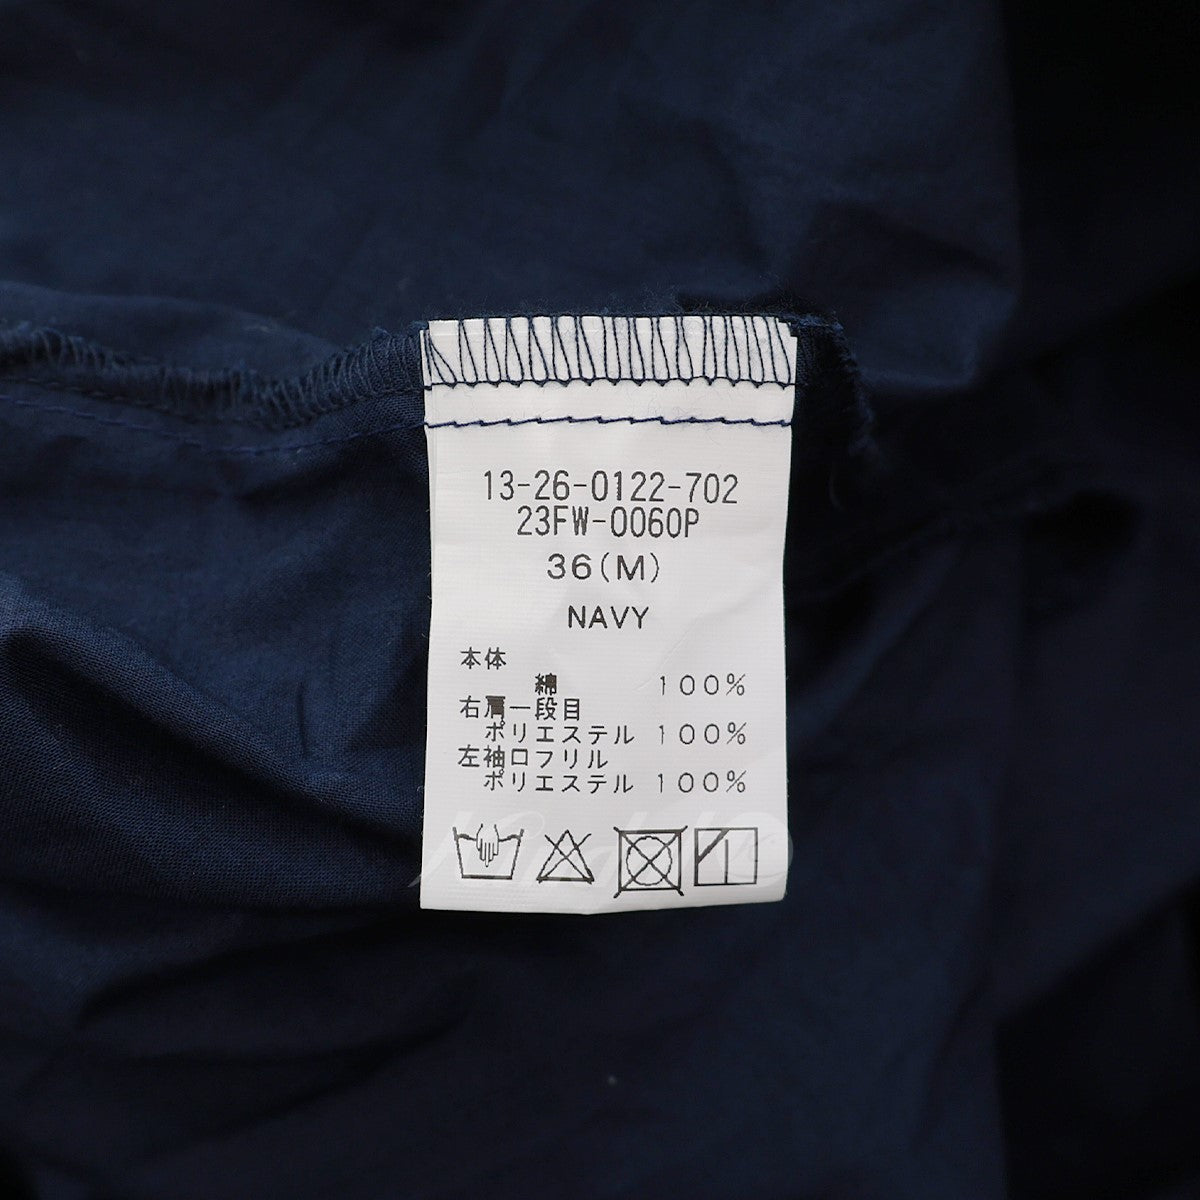 13-26-0122-702
23FW-0060P
36(M)
NAVY
本体
綿 100%
右肩一段目
ポリエステル 100%
左袖口フリル
ポリエステル 100%